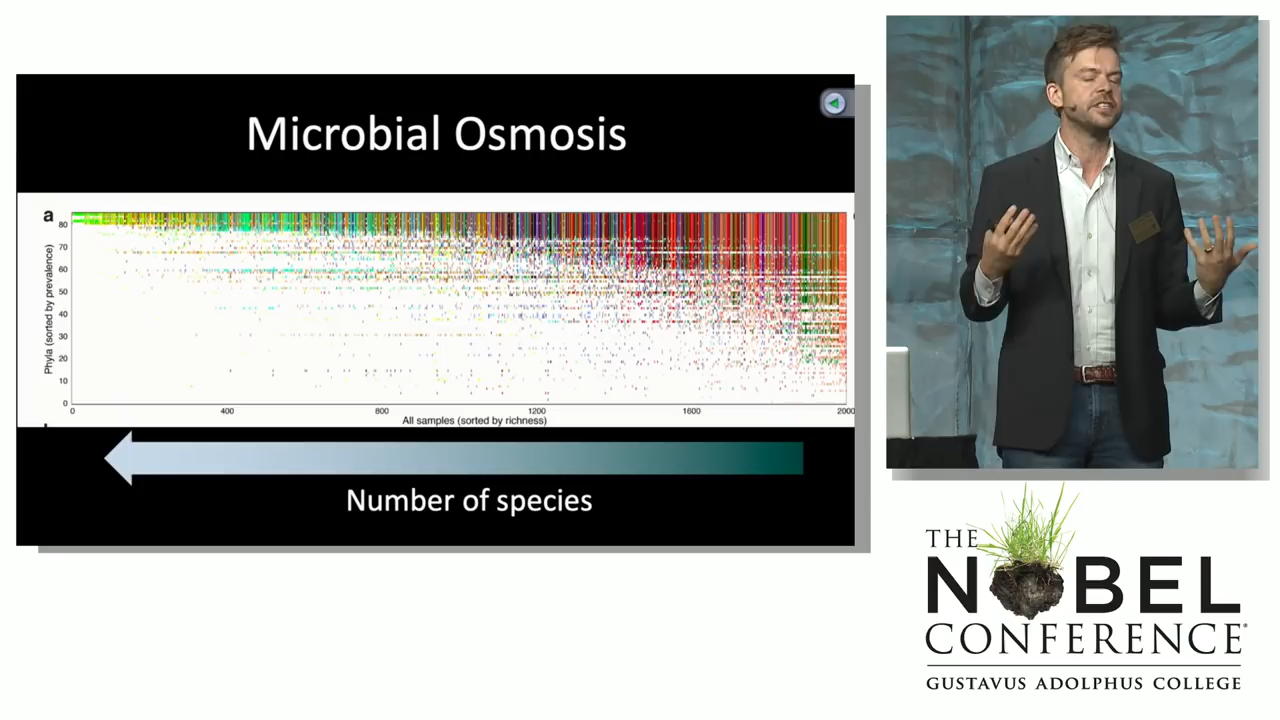 Microbial Osmosis
a
Phyla (sorted by prevalence)
80
70
60
50
40
30
20
10
0
0 400 800 1200 1600 2000
All samples (sorted by richness)
Number of species
THE
NOBEL
CONFERENCE®
GUSTAVUS ADOLPHUS COLLEGE